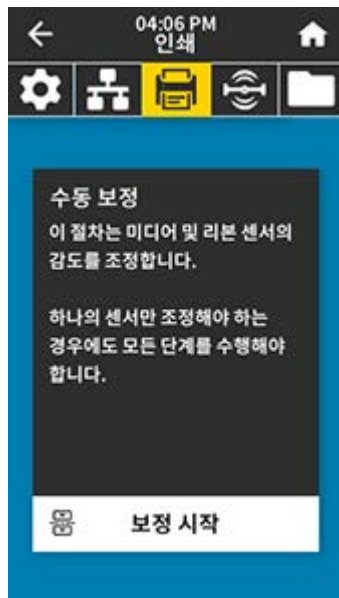 04:06 PM
인쇄
수동 보정
이 절차는 미디어 및 리본 센서의
감도를 조정합니다.
하나의 센서만 조정해야 하는
경우에도 모든 단계를 수행해야
합니다.
보정 시작